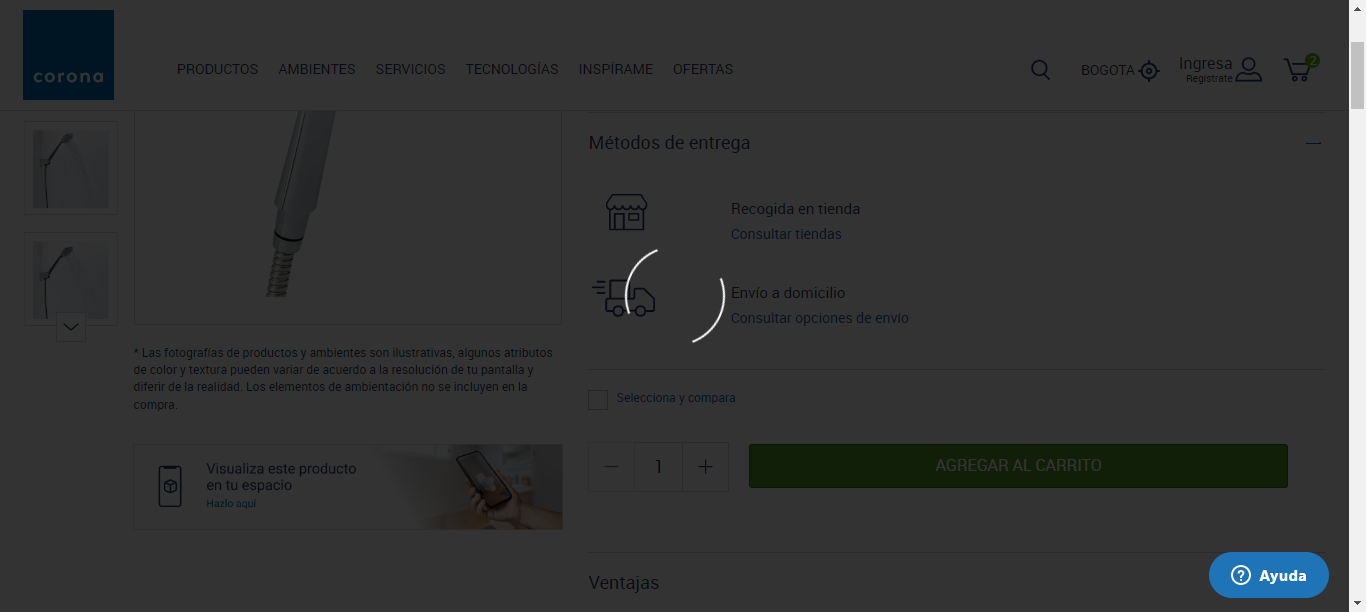 corona
PRODUCTOS AMBIENTES SERVICIOS TECNOLOGÍAS INSPÍRAME OFERTAS
BOGOTA
Ingresa
Regístrate
2
Métodos de entrega
Recogida en tienda
Consultar tiendas
Envío a domicilio
Consultar opciones de envío
* Las fotografías de productos y ambientes son ilustrativas, algunos atributos
de color y textura pueden variar de acuerdo a la resolución de tu pantalla y
diferir de la realidad. Los elementos de ambientación no se incluyen en la
compra.
Selecciona y compara
Visualiza este producto
en tu espacio
Hazlo aquí
1
AGREGAR AL CARRITO
Ventajas
Ayuda